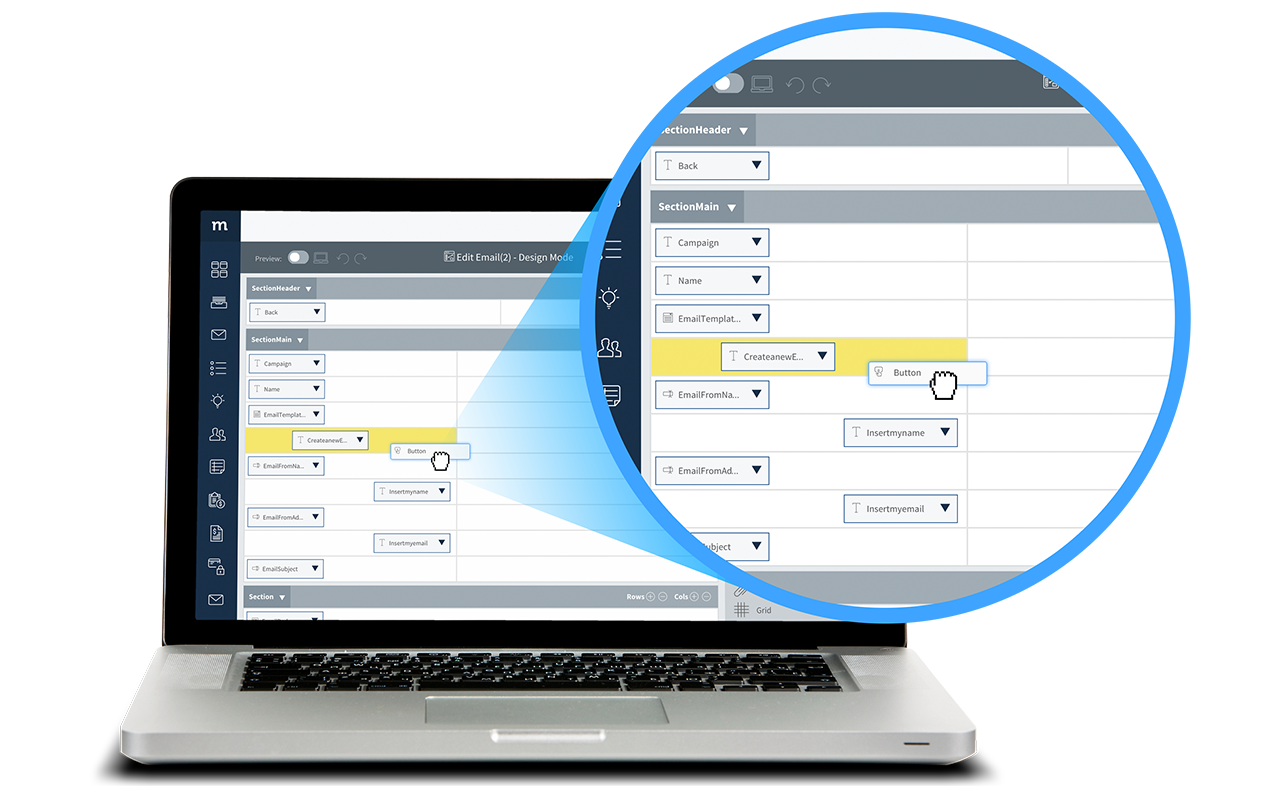 m
Preview:
Edit Email(2) - Design Mode
SectionHeader
Back
SectionMain
Campaign
Name
EmailTemplat...
CreateanewE...
Button
EmailFromNa...
Insertmyname
EmailFromAd...
Insertmyemail
EmailSubject
Section
Rows
Cols
SectionHeader
Back
SectionMain
Campaign
Name
EmailTemplat...
CreateanewE...
Button
EmailFromNa...
Insertmyname
EmailFromAd...
Insertmyemail
ubject
Grid